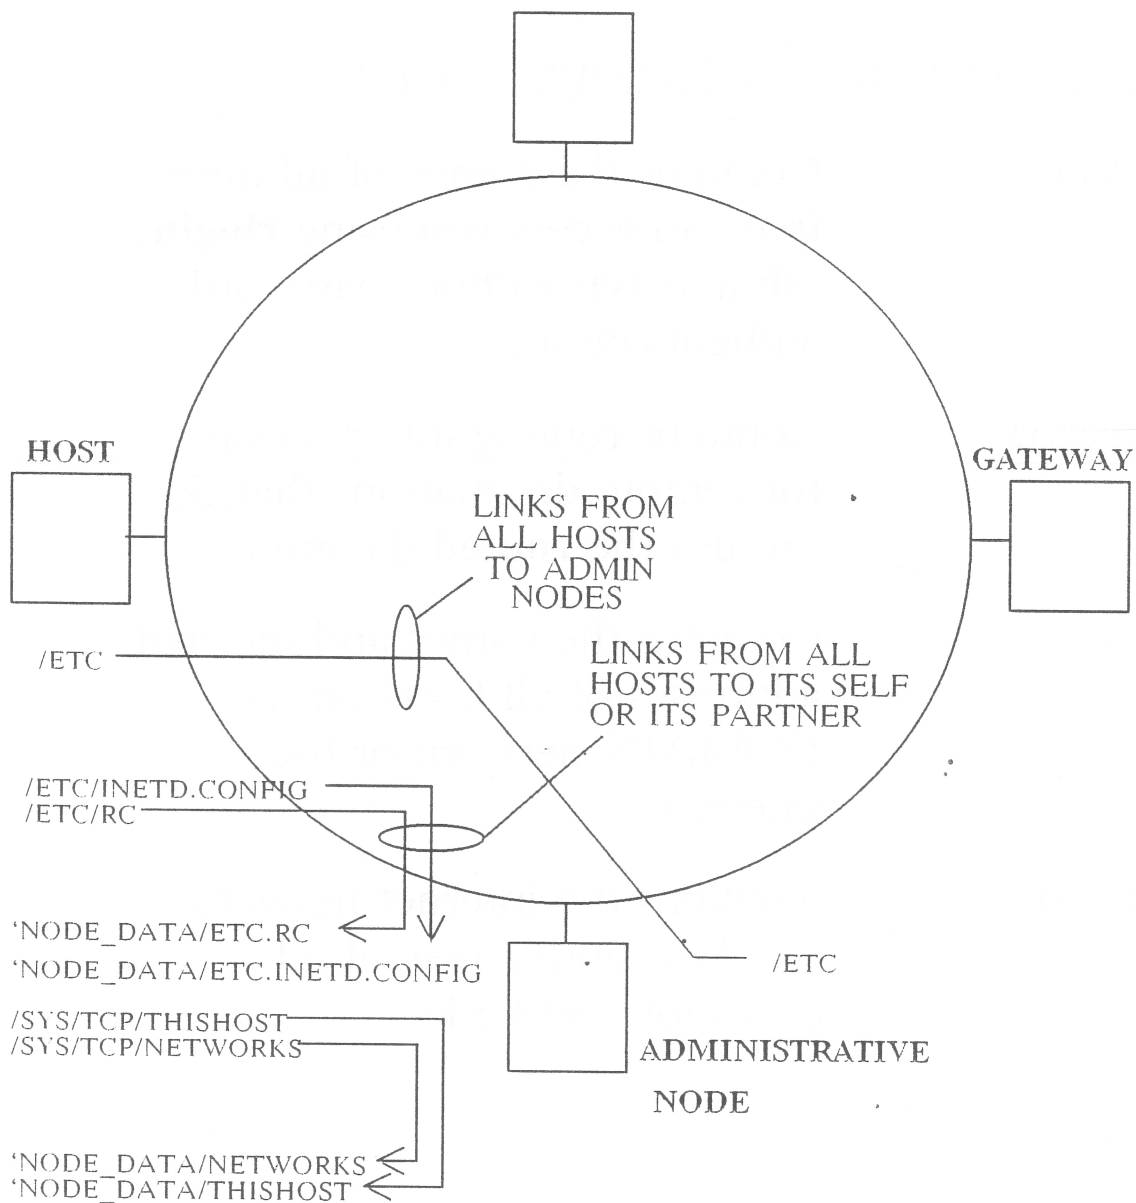 HOST
GATEWAY
LINKS FROM
ALL HOSTS
TO ADMIN
NODES
/ETC
LINKS FROM ALL
HOSTS TO ITS SELF
OR ITS PARTNER
/ETC/INETD.CONFIG
/ETC/RC
‘NODE_DATA/ETC.RC
‘NODE_DATA/ETC.INETD.CONFIG
/ETC
/SYS/TCP/THISHOST
/SYS/TCP/NETWORKS
ADMINISTRATIVE
NODE
‘NODE_DATA/NETWORKS
‘NODE_DATA/THISHOST